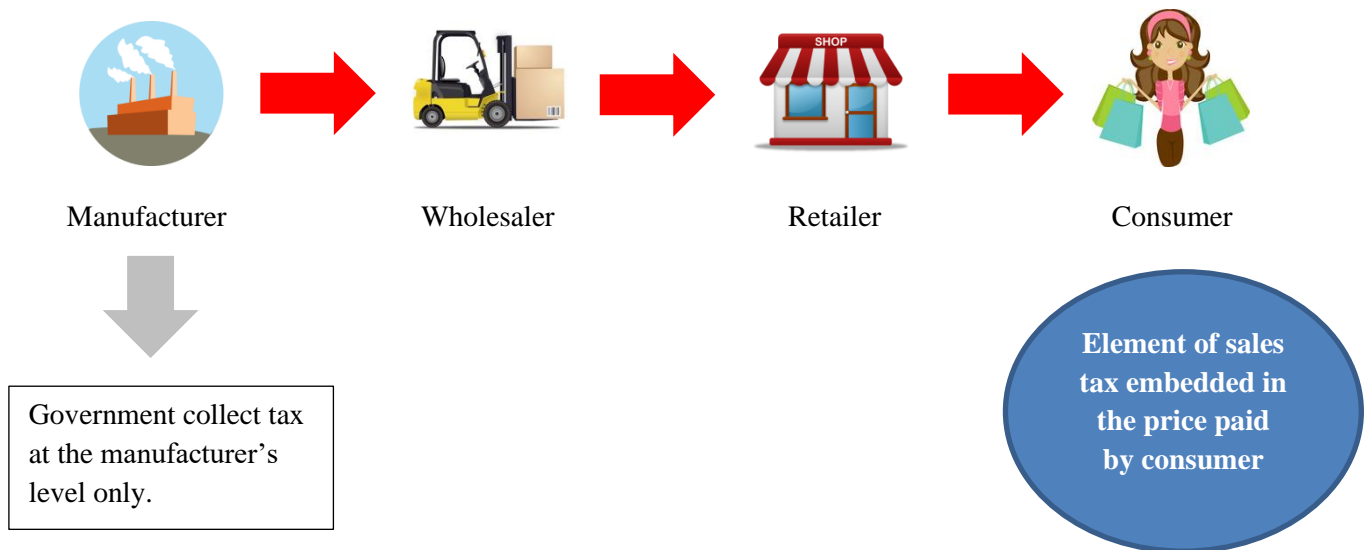 SHOP
Manufacturer
Wholesaler
Retailer
Consumer
Government collect tax
at the manufacturer’s
level only.
Element of sales
tax embedded in
the price paid
by consumer